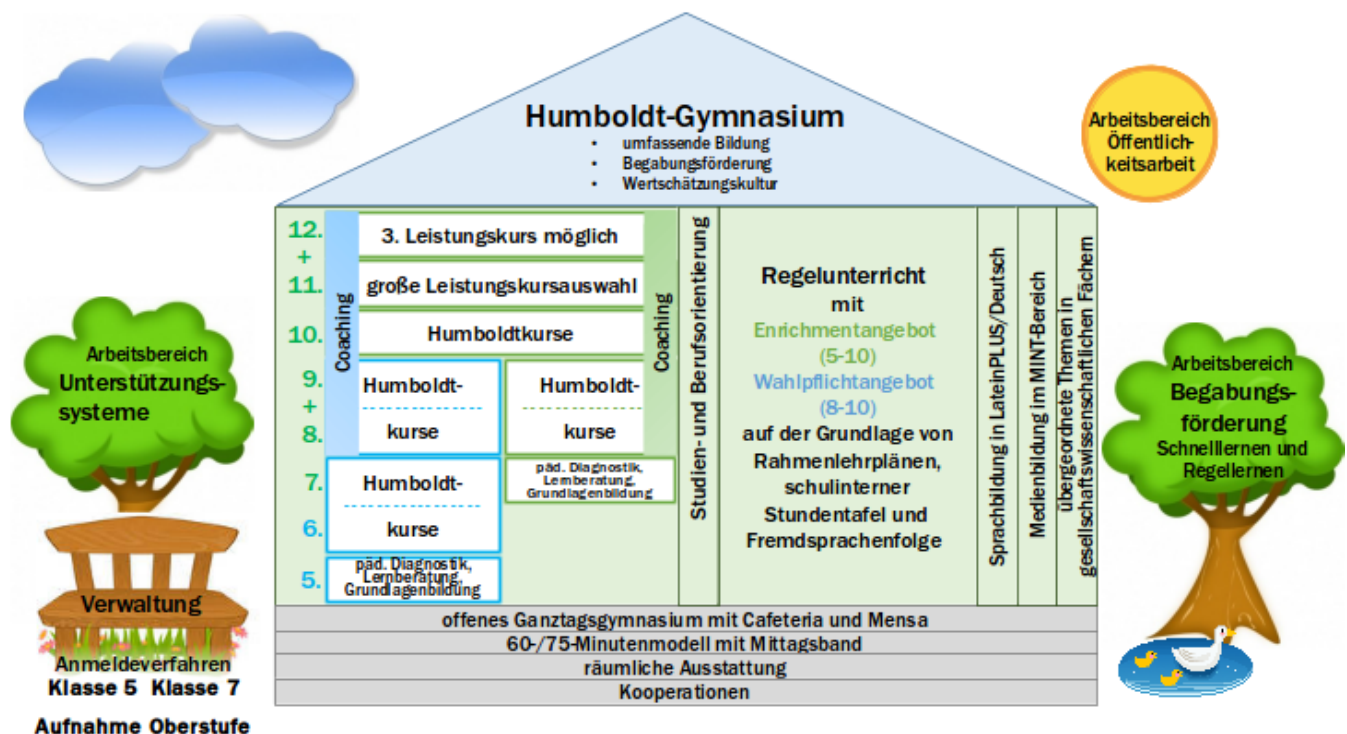 Humboldt-Gymnasium
• umfassende Bildung
• Begabungsförderung
• Wertschätzungskultur
Arbeitsbereich
Öffentlich-
keitsarbeit
12.
+
11.
10.
9.
+
8.
7.
6.
5.
Coaching
3. Leistungskurs möglich
große Leistungskursauswahl
Humboldtkurse
Humboldt-
kurse
Humboldt-
kurse
Coaching
Humboldt-
kurse
päd. Diagnostik,
Lernberatung,
Grundlagenbildung
päd. Diagnostik,
Lernberatung,
Grundlagenbildung
Studien- und Berufsorientierung
Regelunterricht
mit
Enrichmentangebot
(5-10)
Wahlpflichtangebot
(8-10)
auf der Grundlage von
Rahmenlehrplänen,
schulinterner
Stundentafel und
Fremdsprachenfolge
Sprachbildung in LateinPLUS/Deutsch
Medienbildung im MINT-Bereich
übergeordnete Themen in
gesellschaftswissenschaftlichen Fächern
offenes Ganztagsgymnasium mit Cafeteria und Mensa
60-/75-Minutenmodell mit Mittagsband
räumliche Ausstattung
Kooperationen
Arbeitsbereich
Unterstützungs-
systeme
Verwaltung
Anmeldeverfahren
Klasse 5 Klasse 7
Aufnahme Oberstufe
Arbeitsbereich
Begabungs-
förderung
Schnelllernen und
Regellernen